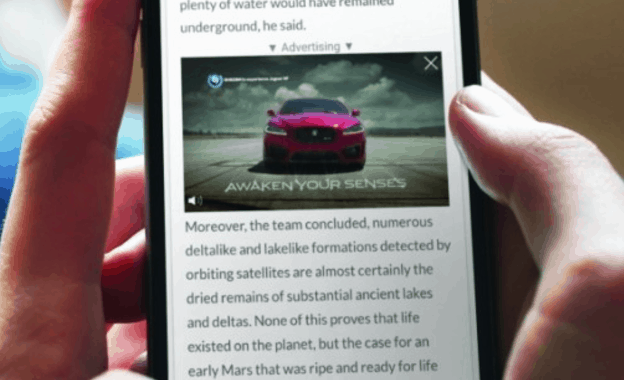 plenty of water would have remained
underground, he said.
▼ Advertising ▼
AWAKEN YOUR SENSES
Moreover, the team concluded, numerous
deltalike and lakelike formations detected by
orbiting satellites are almost certainly the
dried remains of substantial ancient lakes
and deltas. None of this proves that life
existed on the planet, but the case for an
early Mars that was ripe and ready for life